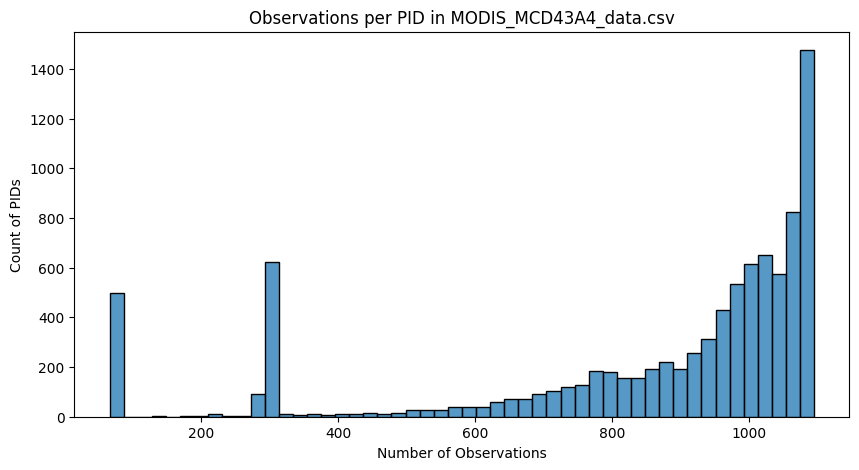 Observations per PID in MODIS_MCD43A4_data.csv
1400
1200
1000
800
600
400
200
0
Count of PIDs
200 400 600 800 1000
Number of Observations